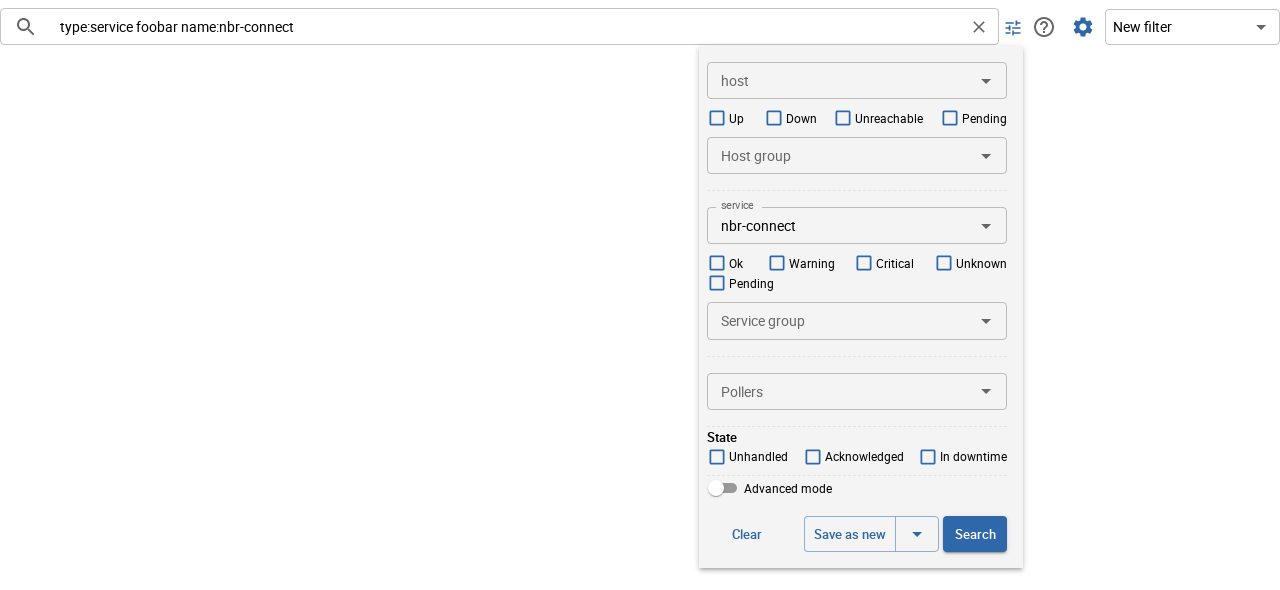 type:service foobar name:nbr-connect
New filter
host
Up Down Unreachable Pending
Host group
service
nbr-connect
Ok Warning Critical Unknown
Pending
Service group
Pollers
State
Unhandled Acknowledged In downtime
Advanced mode
Clear Save as new Search